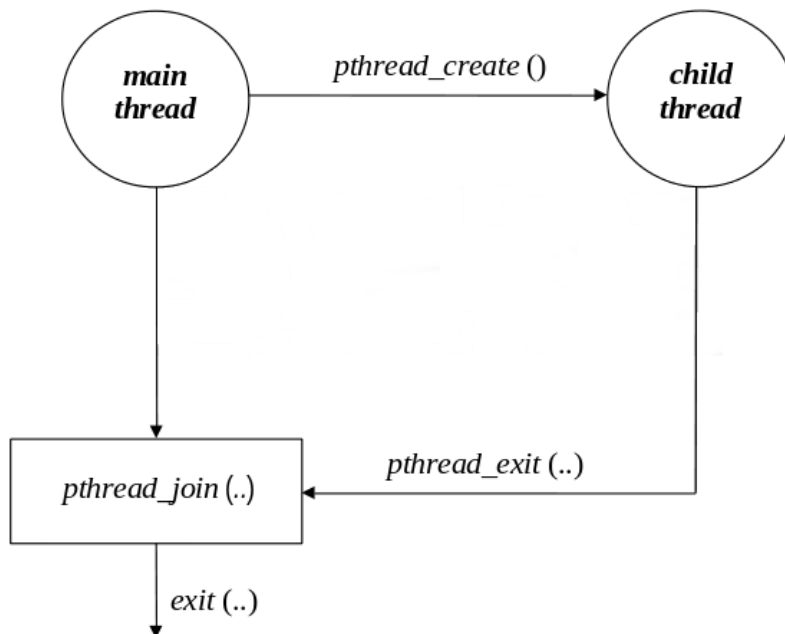 main
thread
pthread_create ()
child
thread
pthread_join (..)
pthread_exit (..)
exit (..)